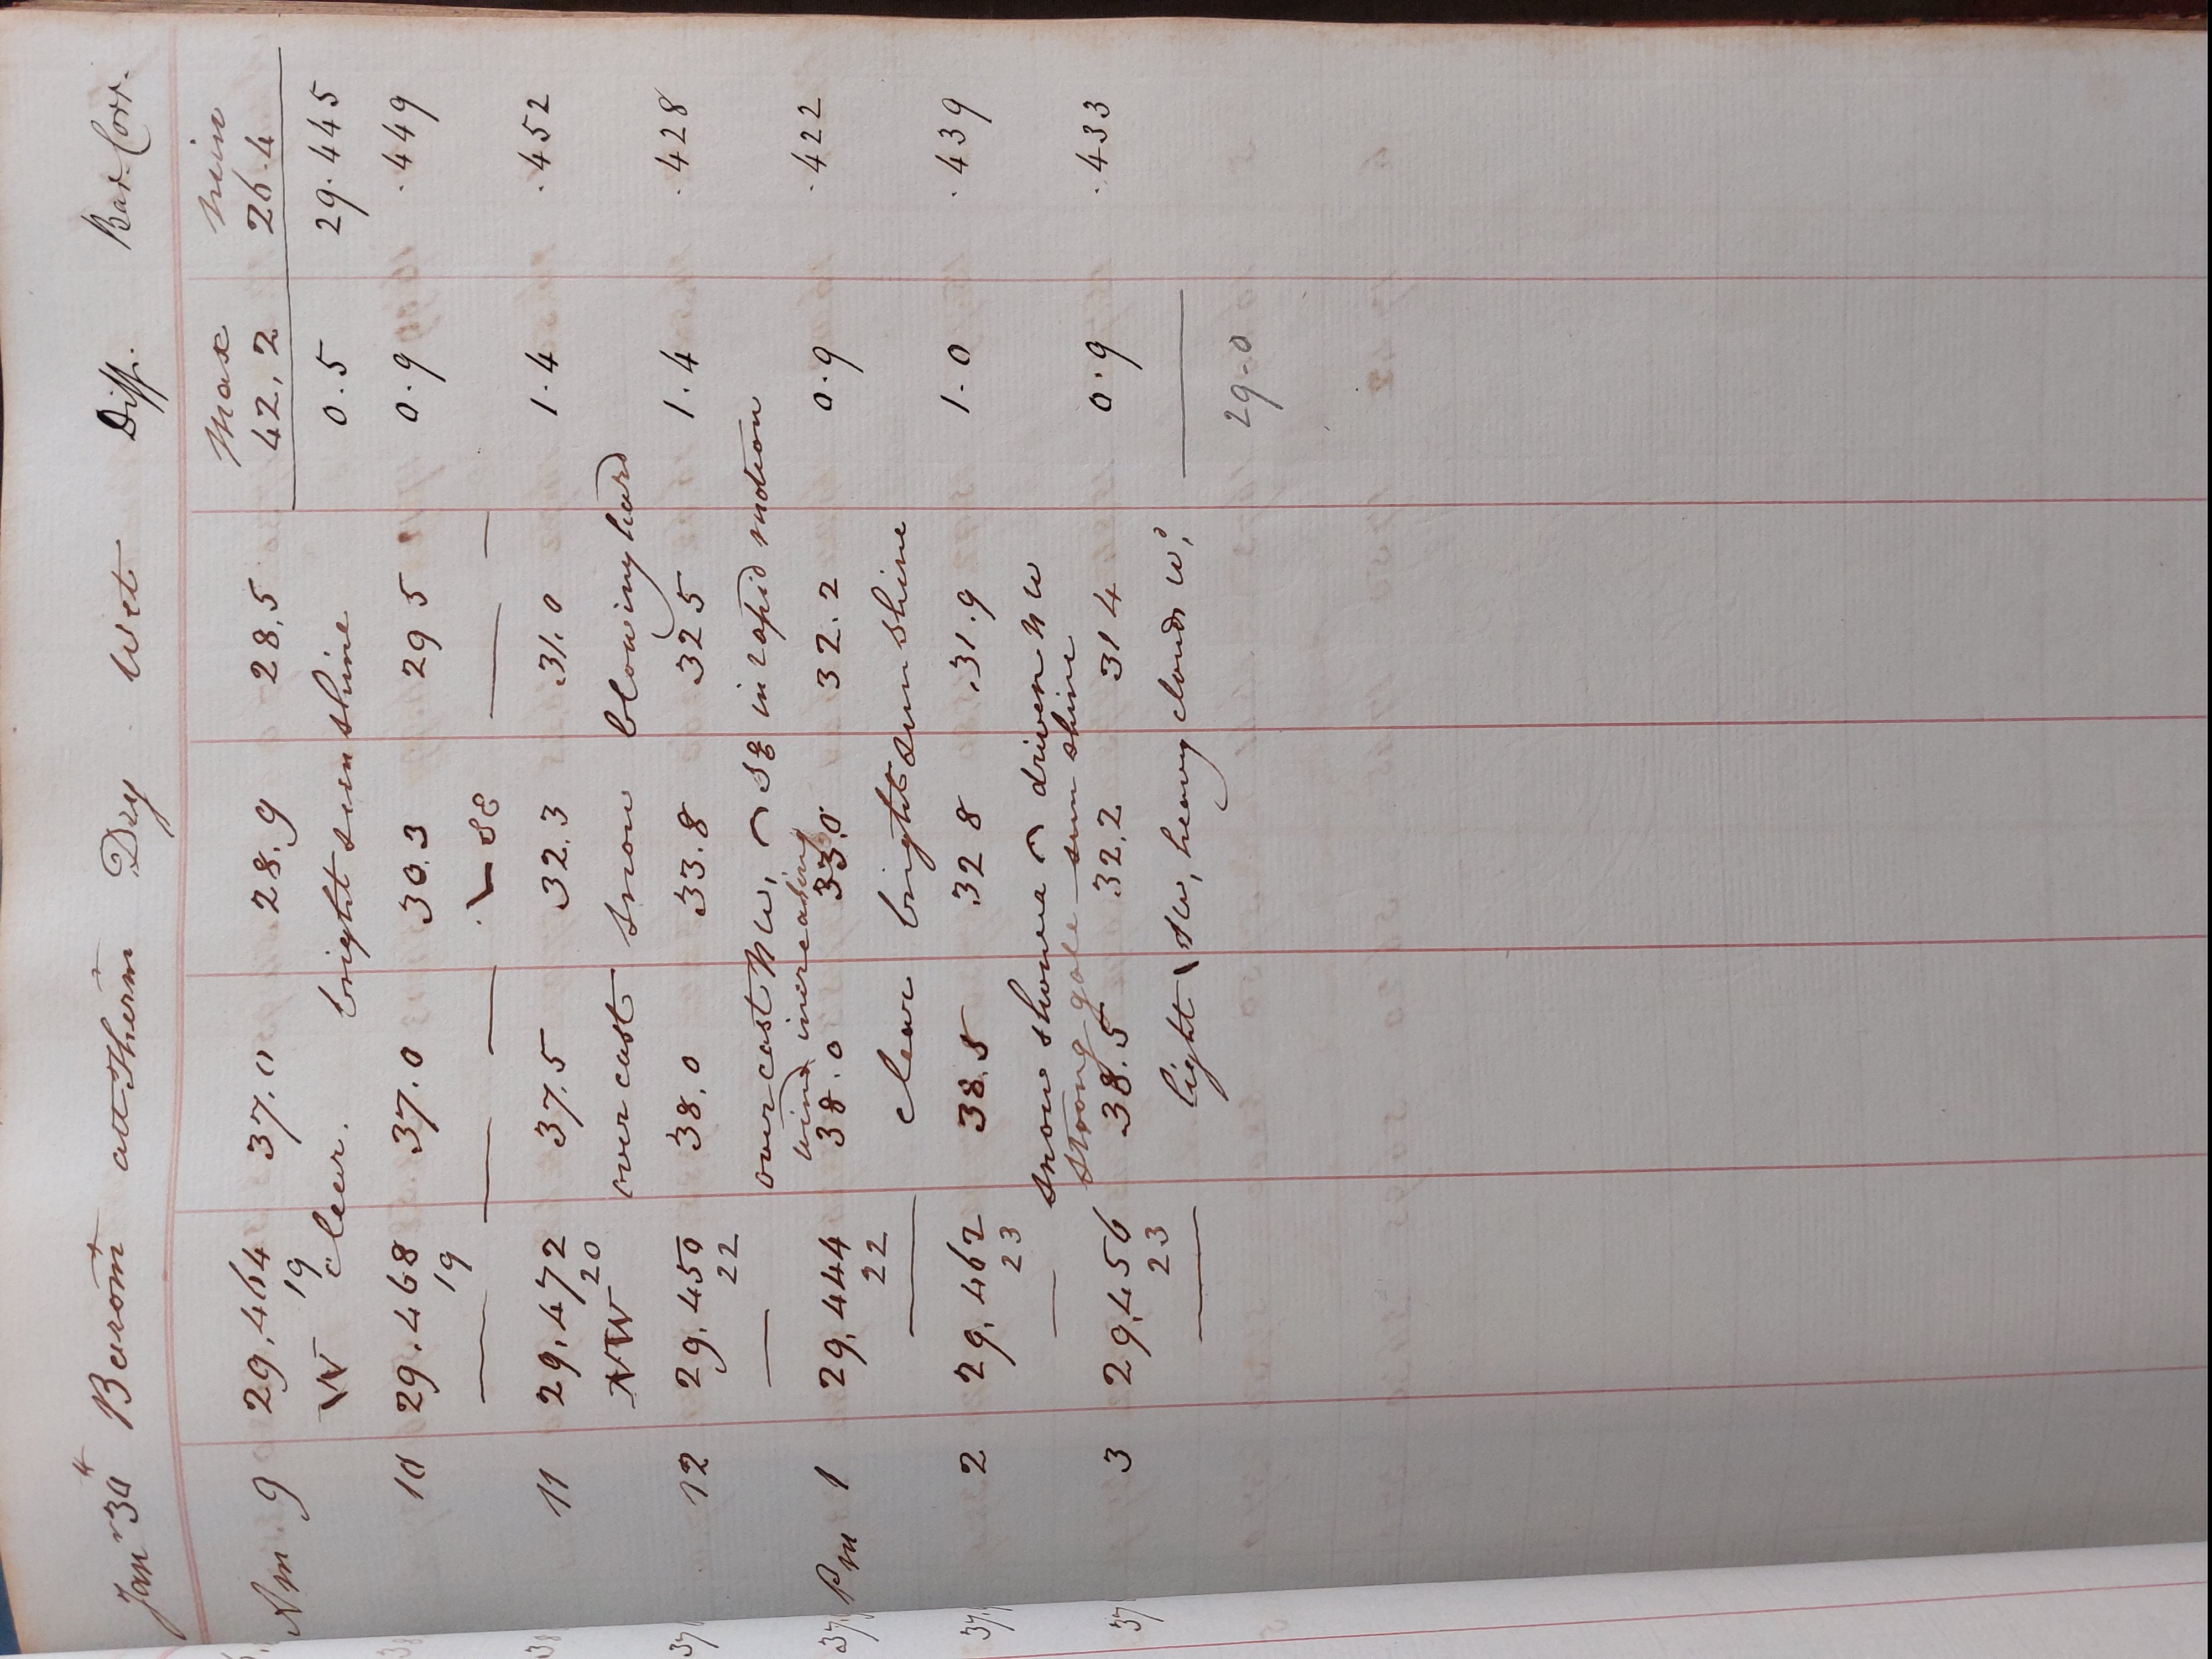 Janr 30th Baromr att Therm Dry Wet Diff. Bar. Corr.
Max Min
Am 9 29.464 37.0 28.9 28.5 42.2 26.4
19
W clear. bright sun shine 0.5 29.445
10 29.468 37.0 30.3 29 5 0.9 .449
19
— — — \— SE — —
11 29.472 37.5 32.3 31.0 1.4 .452
20
NW over cast snow blowing hard
12 29.450 38.0 33.8 32 5 1.4 .428
22
— over cast NW, ⌒ SE in rapid motion
wind increasing
Pm 1 29.444 38.0 33.0 32.2 0.9 .422
22
— clear bright sun shine
2 29.462 38.5 32 8 31.9 1.0 .439
23
— snow showers ⌒ driven NW
strong gale sun shine
3 29.456 38.5 32.2 31 4 0.9 .433
23
— light \ heavy clouds Wd, —
29.0